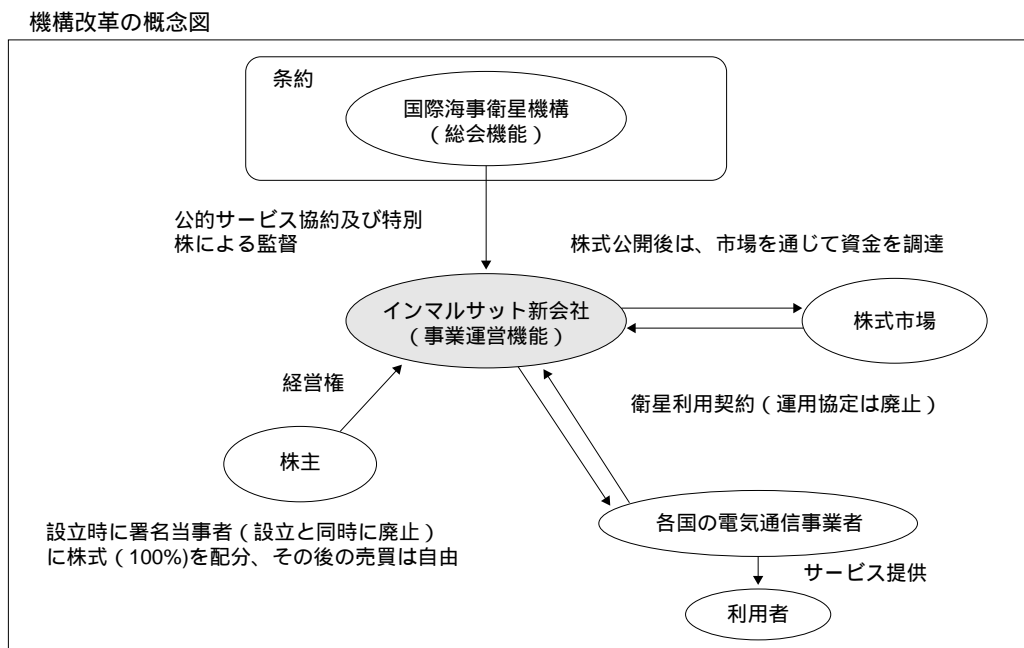 機構改革の概念図
条約
国際海事衛星機構
（総会機能）
公的サービス協約及び特別
株による監督
株式公開後は、市場を通じて資金を調達
インマルサット新会社
（事業運営機能）
株式市場
経営権
衛星利用契約（運用協定は廃止）
株主
設立時に署名当事者（設立と同時に廃止）
に株式（100%)を配分、その後の売買は自由
各国の電気通信事業者
サービス提供
利用者